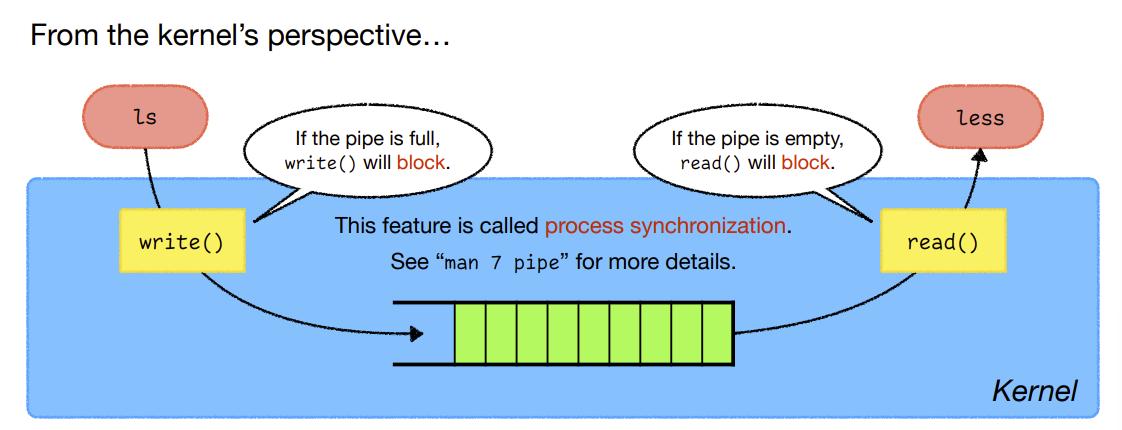 From the kernel’s perspective…
ls
If the pipe is full,
write() will block.
If the pipe is empty,
read() will block.
less
write()
This feature is called process synchronization.
See “man 7 pipe” for more details.
read()
Kernel